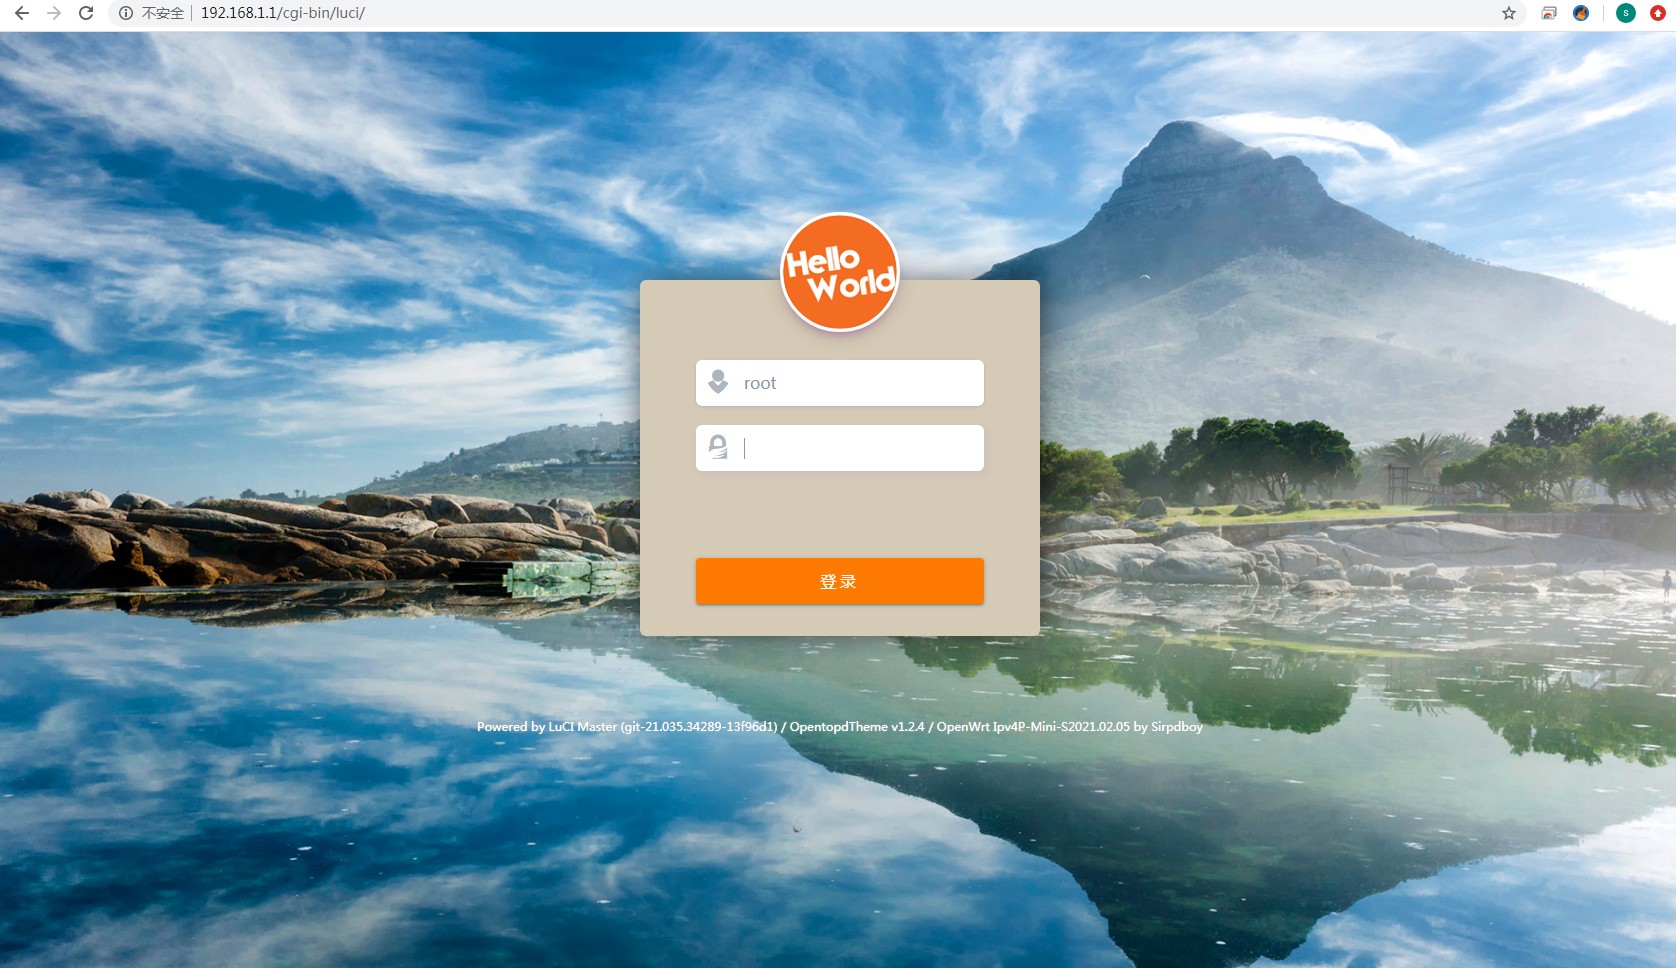 不安全 192.168.1.1/cgi-bin/luci/
S
Hello
World
root
登录
Powered by LuCI Master (git-21.035.34289-13f96d1) / OpentopdTheme v1.2.4 / OpenWrt Ipv4P-Mini-S2021.02.05 by Sirpdboy